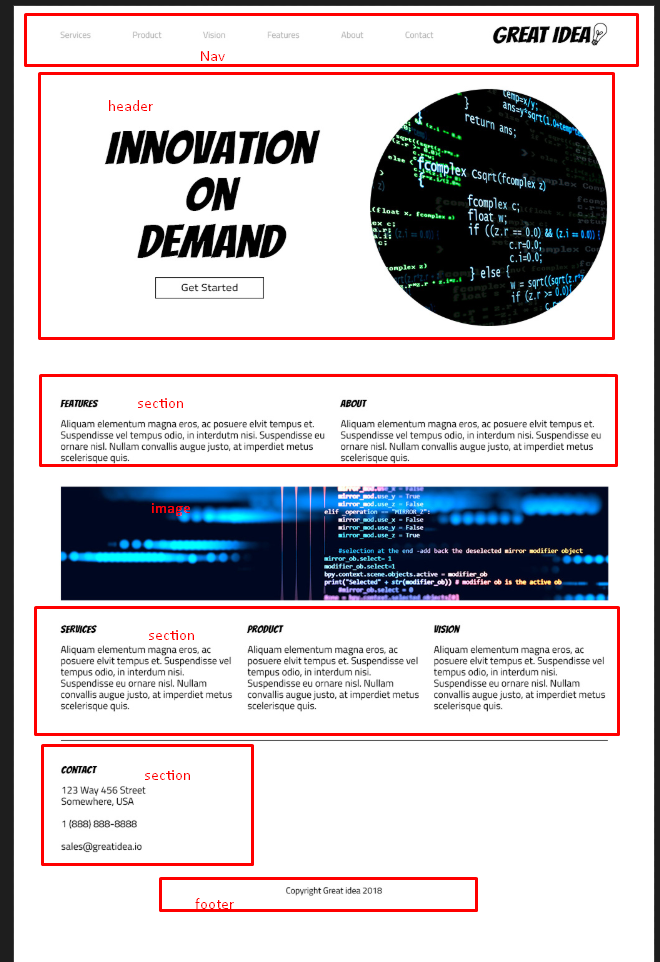 Services Product Vision Features About Contact GREAT IDEA
Nav
header
INNOVATION
ON
DEMAND
Get Started
temp=x/y;
} ans=y*sqrt(1.0+temp*te
return ans;
fcomplex Csqrt(fcomplex z)
{
fcomplex c;
float w;
if ((z.r == 0.0) && (z.i == 0.0)) {
c.r=0.0;
c.i=0.0;
} else {
w = sqrt((sqrt(z.r*z
if (z.r >= 0.0)
FEATURES section ABOUT
Aliquam elementum magna eros, ac posuere elvit tempus et. Aliquam elementum magna eros, ac posuere elvit tempus et.
Suspendisse vel tempus odio, in interdutm nisi. Suspendisse eu Suspendisse vel tempus odio, in interdum nisi. Suspendisse eu
ornare nisl. Nullam convallis augue justo, at imperdiet metus ornare nisl. Nullam convallis augue justo, at imperdiet metus
scelerisque quis. scelerisque quis.
image
mirror_mod.use_x = False
mirror_mod.use_y = True
mirror_mod.use_z = False
elif _operation == "MIRROR_Z":
mirror_mod.use_x = False
mirror_mod.use_y = False
mirror_mod.use_z = True
#selection at the end -add back the deselected mirror modifier object
mirror_ob.select= 1
modifier_ob.select=1
bpy.context.scene.objects.active = modifier_ob
print("Selected" + str(modifier_ob)) # modifier ob is the active ob
#mirror_ob.select = 0
SERVICES section PRODUCT VISION
Aliquam elementum magna eros, ac Aliquam elementum magna eros, ac Aliquam elementum magna eros, ac
posuere elvit tempus et. Suspendisse vel posuere elvit tempus et. Suspendisse vel posuere elvit tempus et. Suspendisse vel
tempus odio, in interdum nisi. tempus odio, in interdum nisi. tempus odio, in interdum nisi.
Suspendisse eu ornare nisl. Nullam Suspendisse eu ornare nisl. Nullam Suspendisse eu ornare nisl. Nullam
convallis augue justo, at imperdiet metus convallis augue justo, at imperdiet metus convallis augue justo, at imperdiet metus
scelerisque quis. scelerisque quis. scelerisque quis.
CONTACT
section
123 Way 456 Street
Somewhere, USA
1 (888) 888-8888
sales@greatidea.io
Copyright Great idea 2018
footer